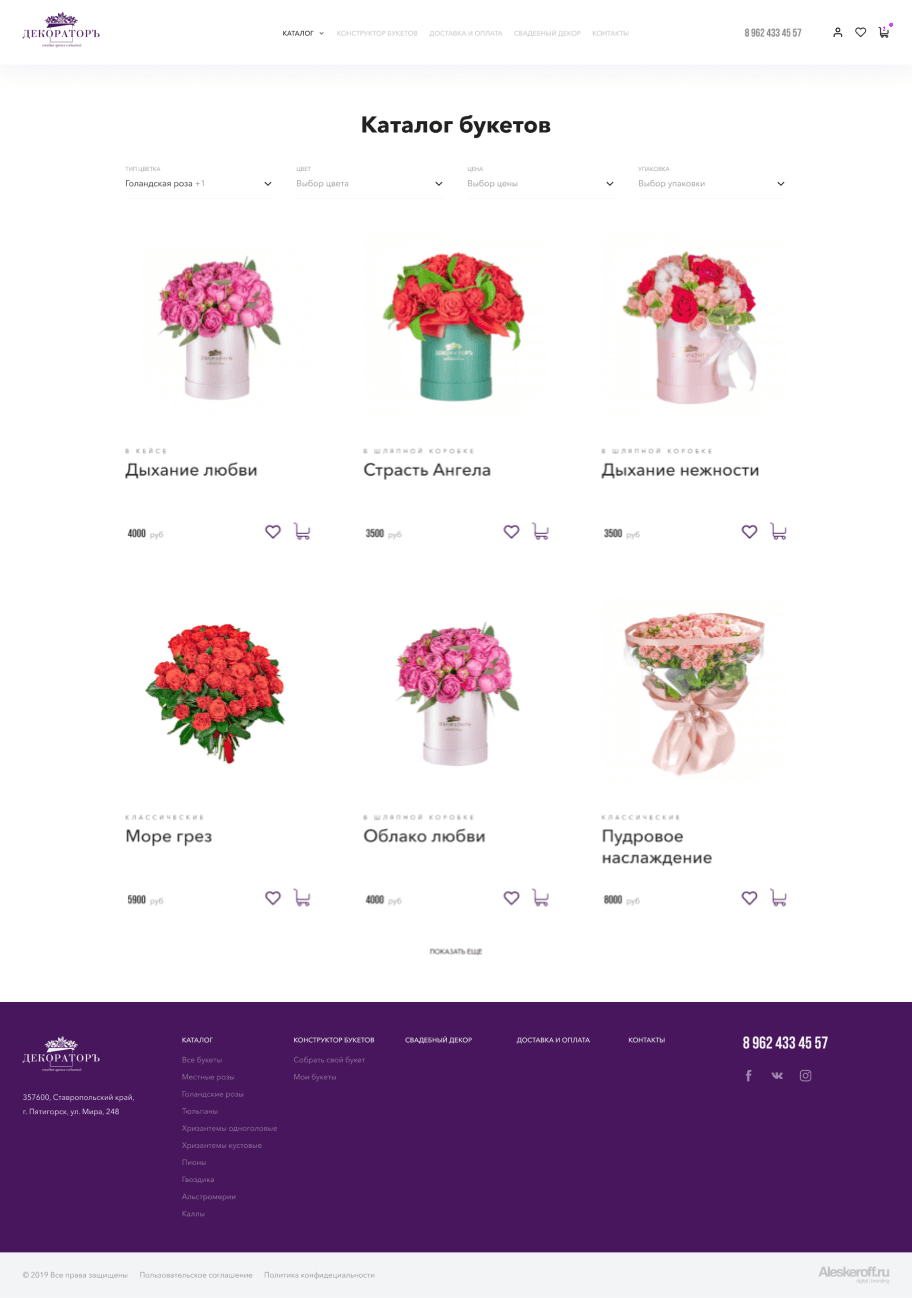 ДЕКОРАТОРЪ
КАТАЛОГ
КОНСТРУКТОР БУКЕТОВ
ДОСТАВКА И ОПЛАТА
СВАДЕБНЫЙ ДЕКОР
КОНТАКТЫ
8 962 433 45 57
Каталог букетов
ТИП ЦВЕТКА
ЦВЕТ
ЦЕНА
УПАКОВКА
Голандская роза +1
Выбор цвета
Выбор цены
Выбор упаковки
В КЕЙСЕ
Дыхание любви
4000 руб
В ШЛЯПНОЙ КОРОБКЕ
Страсть Ангела
3500 руб
В ШЛЯПНОЙ КОРОБКЕ
Дыхание нежности
3500 руб
КЛАССИЧЕСКИЕ
Море грез
5900 руб
В ШЛЯПНОЙ КОРОБКЕ
Облако любви
4000 руб
КЛАССИЧЕСКИЕ
Пудровое
наслаждение
8000 руб
ПОКАЗАТЬ ЕЩЕ
ДЕКОРАТОРЪ
357600, Ставропольский край,
г. Пятигорск, ул. Мира, 248
КАТАЛОГ
Все букеты
Местные розы
Голандские розы
Тюльпаны
Хризантемы одноголовые
Хризантемы кустовые
Пионы
Гвоздика
Альстромерии
Каллы
КОНСТРУКТОР БУКЕТОВ
Собрать свой букет
Мои букеты
СВАДЕБНЫЙ ДЕКОР
ДОСТАВКА И ОПЛАТА
КОНТАКТЫ
8 962 433 45 57
© 2019 Все права защищены
Пользовательское соглашение
Политика конфидециальности
Aleskeroff.ru